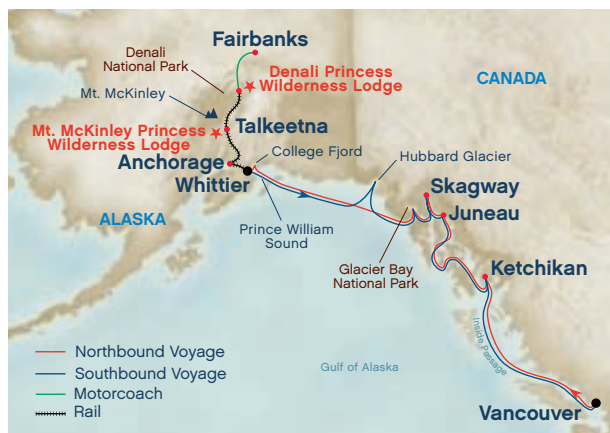 Fairbanks
Denali
National Park
Denali Princess
Wilderness Lodge
CANADA
Mt. McKinley
Mt. McKinley Princess
Wilderness Lodge
Talkeetna
Anchorage
College Fjord
Hubbard Glacier
Whittier
Skagway
Juneau
ALASKA
Prince William
Sound
Glacier Bay
National Park
Ketchikan
Inside Passage
Northbound Voyage
Southbound Voyage
Gulf of Alaska
Motorcoach
Rail
Vancouver